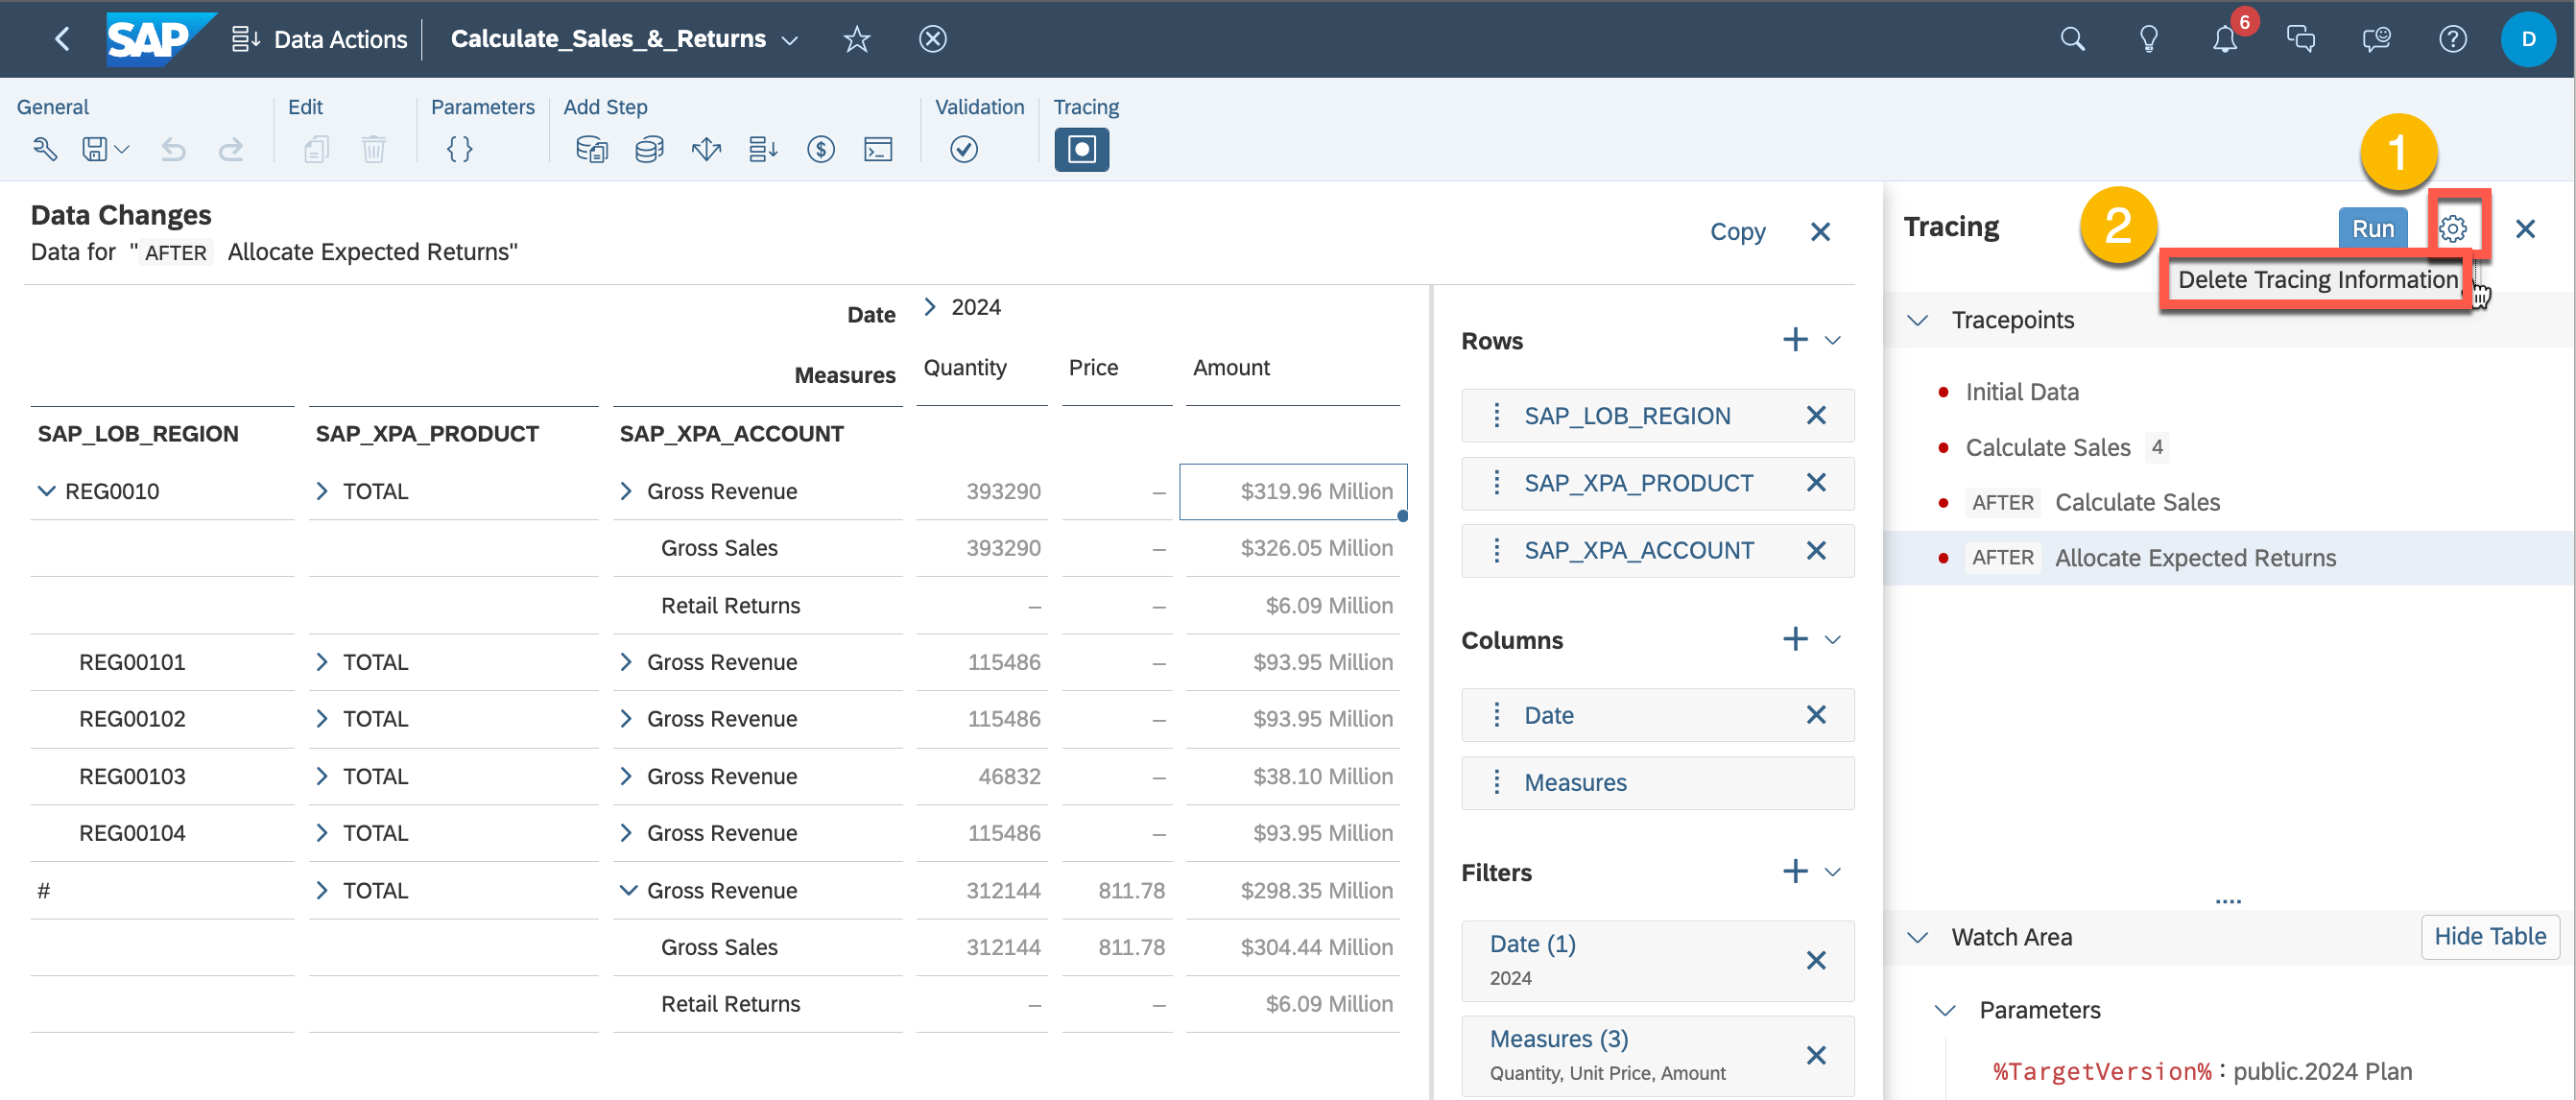 SAP Data Actions Calculate_Sales_&_Returns 6 D
General Edit Parameters Add Step Validation Tracing
1
Data Changes
Data for " AFTER Allocate Expected Returns"
Copy
Tracing 2 Run
Delete Tracing Information
Date 2024
Measures Quantity Price Amount
SAP_LOB_REGION SAP_XPA_PRODUCT SAP_XPA_ACCOUNT
REG0010 TOTAL Gross Revenue 393290 – $319.96 Million
Gross Sales 393290 – $326.05 Million
Retail Returns – – $6.09 Million
REG00101 TOTAL Gross Revenue 115486 – $93.95 Million
REG00102 TOTAL Gross Revenue 115486 – $93.95 Million
REG00103 TOTAL Gross Revenue 46832 – $38.10 Million
REG00104 TOTAL Gross Revenue 115486 – $93.95 Million
# TOTAL Gross Revenue 312144 811.78 $298.35 Million
Gross Sales 312144 811.78 $304.44 Million
Retail Returns – – $6.09 Million
Rows
SAP_LOB_REGION
SAP_XPA_PRODUCT
SAP_XPA_ACCOUNT
Columns
Date
Measures
Filters
Date (1)
2024
Measures (3)
Quantity, Unit Price, Amount
Tracepoints
Initial Data
Calculate Sales 4
AFTER Calculate Sales
AFTER Allocate Expected Returns
Watch Area Hide Table
Parameters
%TargetVersion% : public.2024 Plan